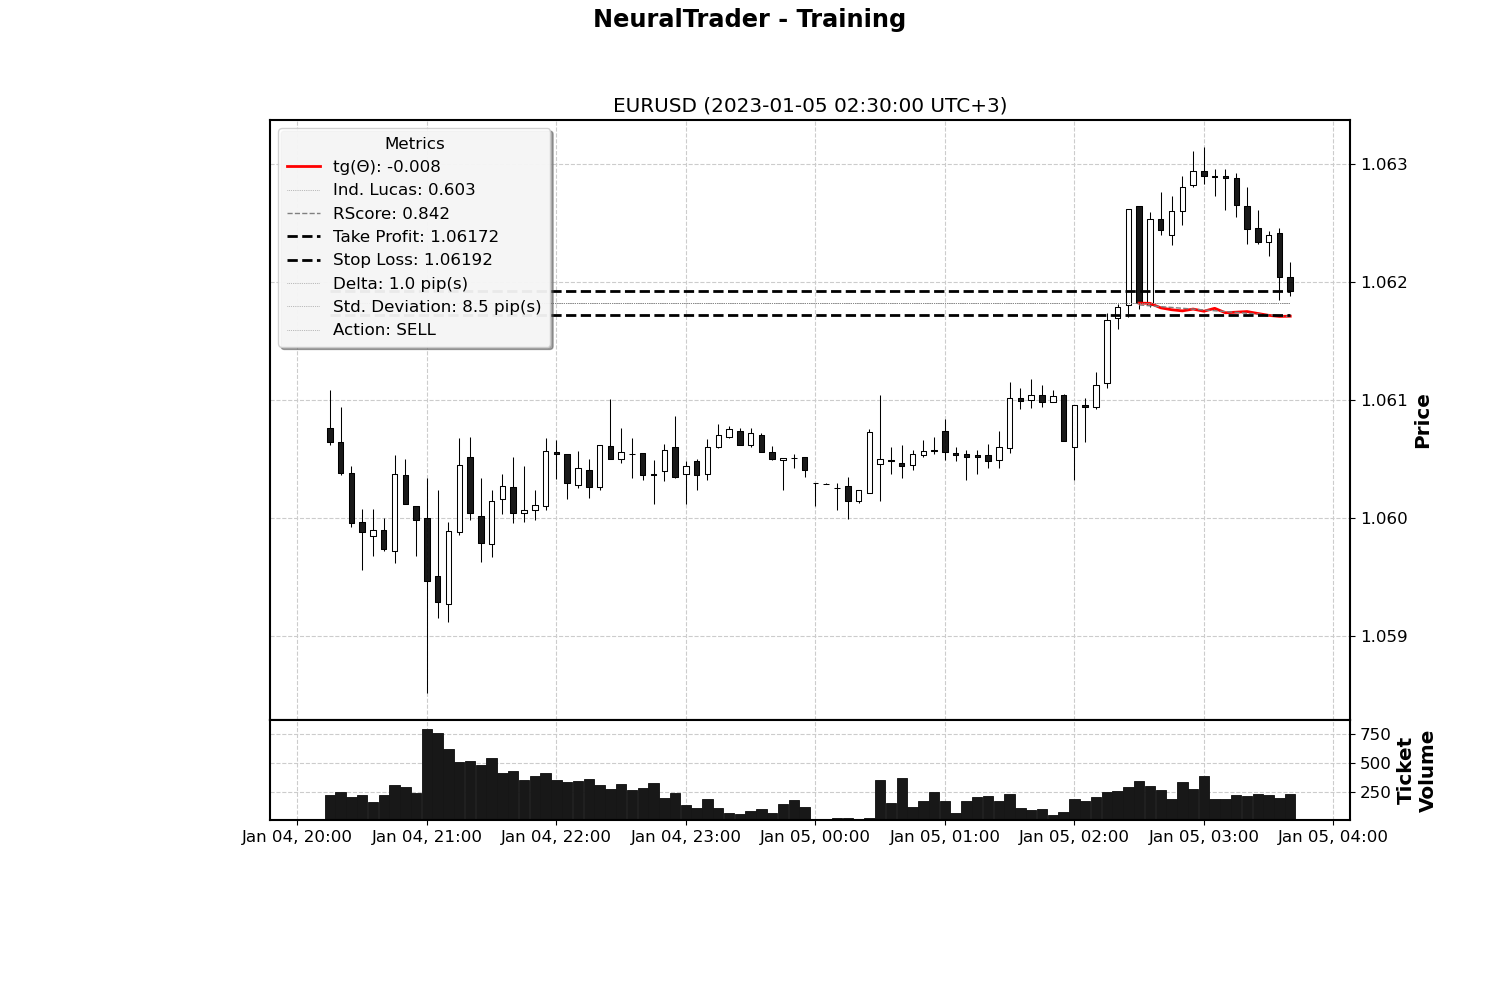 NeuralTrader - Training
EURUSD (2023-01-05 02:30:00 UTC+3)
Metrics
tg(Θ): -0.008
Ind. Lucas: 0.603
RScore: 0.842
Take Profit: 1.06172
Stop Loss: 1.06192
Delta: 1.0 pip(s)
Std. Deviation: 8.5 pip(s)
Action: SELL
1.063
1.062
1.061
1.060
1.059
Price
750
500
250
Ticket
Volume
Jan 04, 20:00 Jan 04, 21:00 Jan 04, 22:00 Jan 04, 23:00 Jan 05, 00:00 Jan 05, 01:00 Jan 05, 02:00 Jan 05, 03:00 Jan 05, 04:00